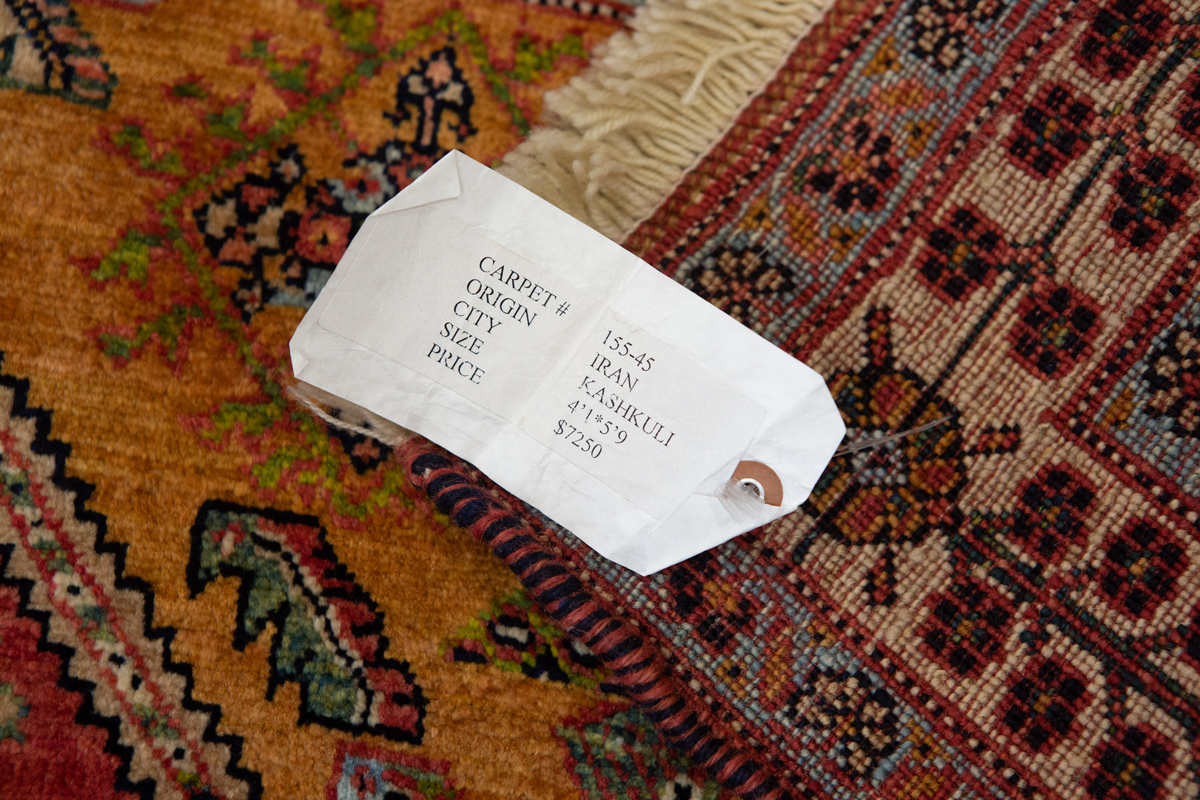 CARPET # 155-45
ORIGIN IRAN
CITY KASHKULI
SIZE 4'1*5'9
PRICE $7250